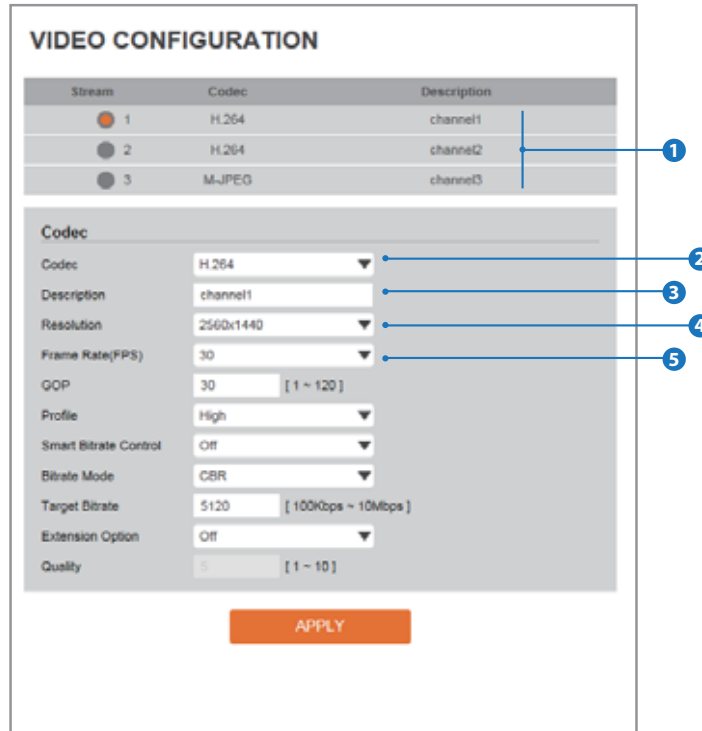 VIDEO CONFIGURATION
Stream Codec Description
1 H.264 channel1
2 H.264 channel2
3 M-JPEG channel3
1
Codec
Codec H.264
2
Description channel1
3
Resolution 2560x1440
4
Frame Rate(FPS) 30
5
GOP 30 [ 1 ~ 120 ]
Profile High
Smart Bitrate Control Off
Bitrate Mode CBR
Target Bitrate 5120 [ 100Kbps ~ 10Mbps ]
Extension Option Off
Quality 5 [ 1 ~ 10 ]
APPLY